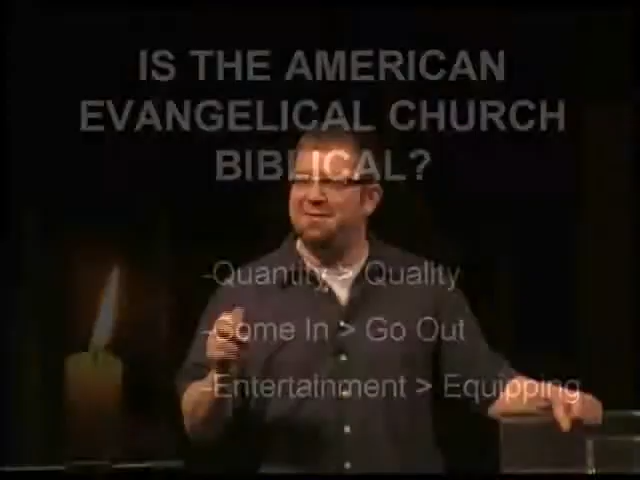 IS THE AMERICAN
EVANGELICAL CHURCH
BIBLICAL?
-Quantity > Quality
-Come In > Go Out
-Entertainment > Equipping